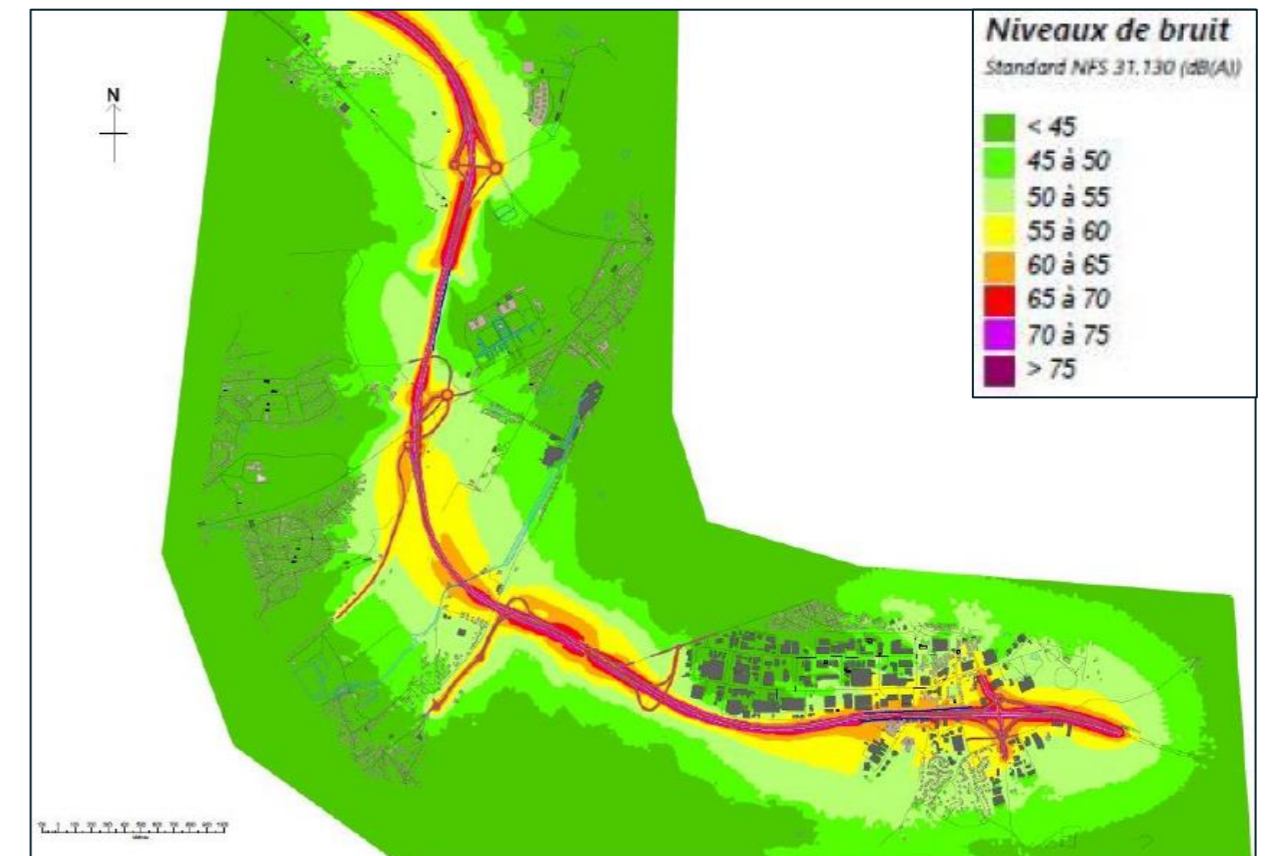 Niveaux de bruit
Standard NFS 31.130 (dB(A))
N
< 45
45 à 50
50 à 55
55 à 60
60 à 65
65 à 70
70 à 75
> 75